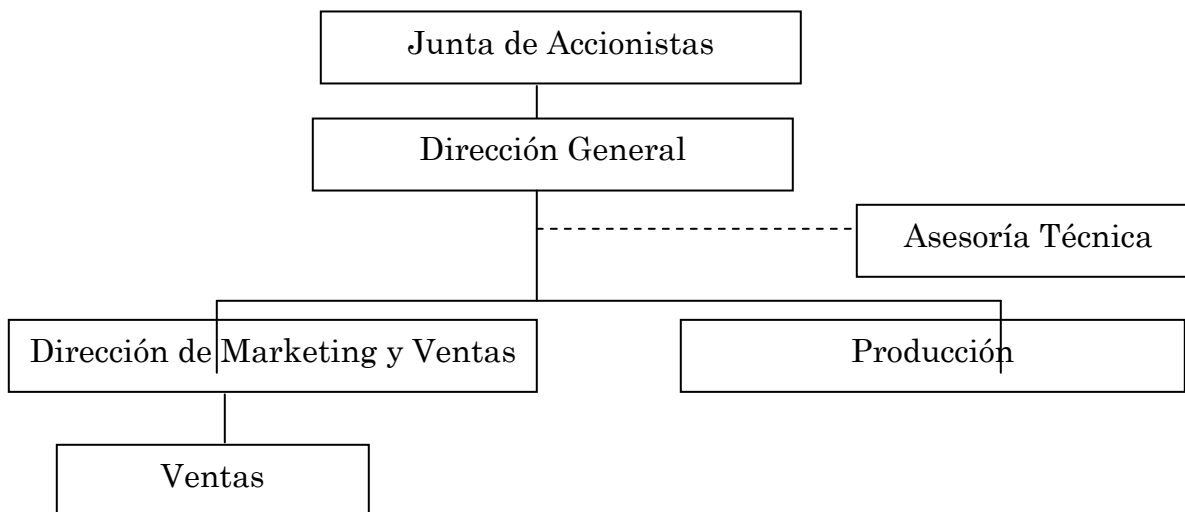 Junta de Accionistas
Dirección General
Asesoría Técnica
Dirección de Marketing y Ventas
Producción
Ventas